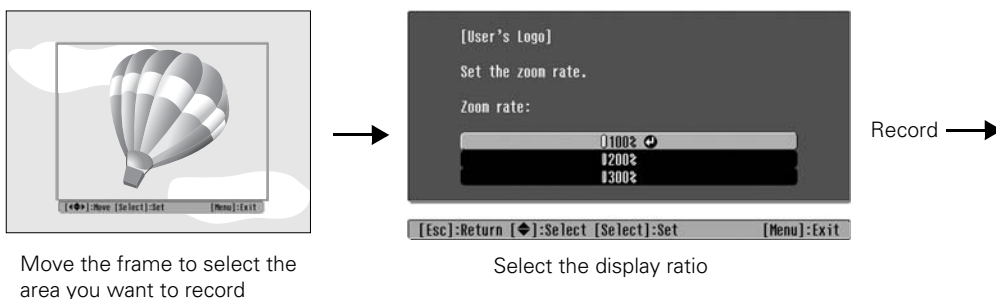 [◄♦►]:Move [Select]:Set [Menu]:Exit
Move the frame to select the
area you want to record
[User's Logo]
Set the zoom rate.
Zoom rate:
100%
200%
300%
[Esc]:Return [♦]:Select [Select]:Set [Menu]:Exit
Select the display ratio
Record